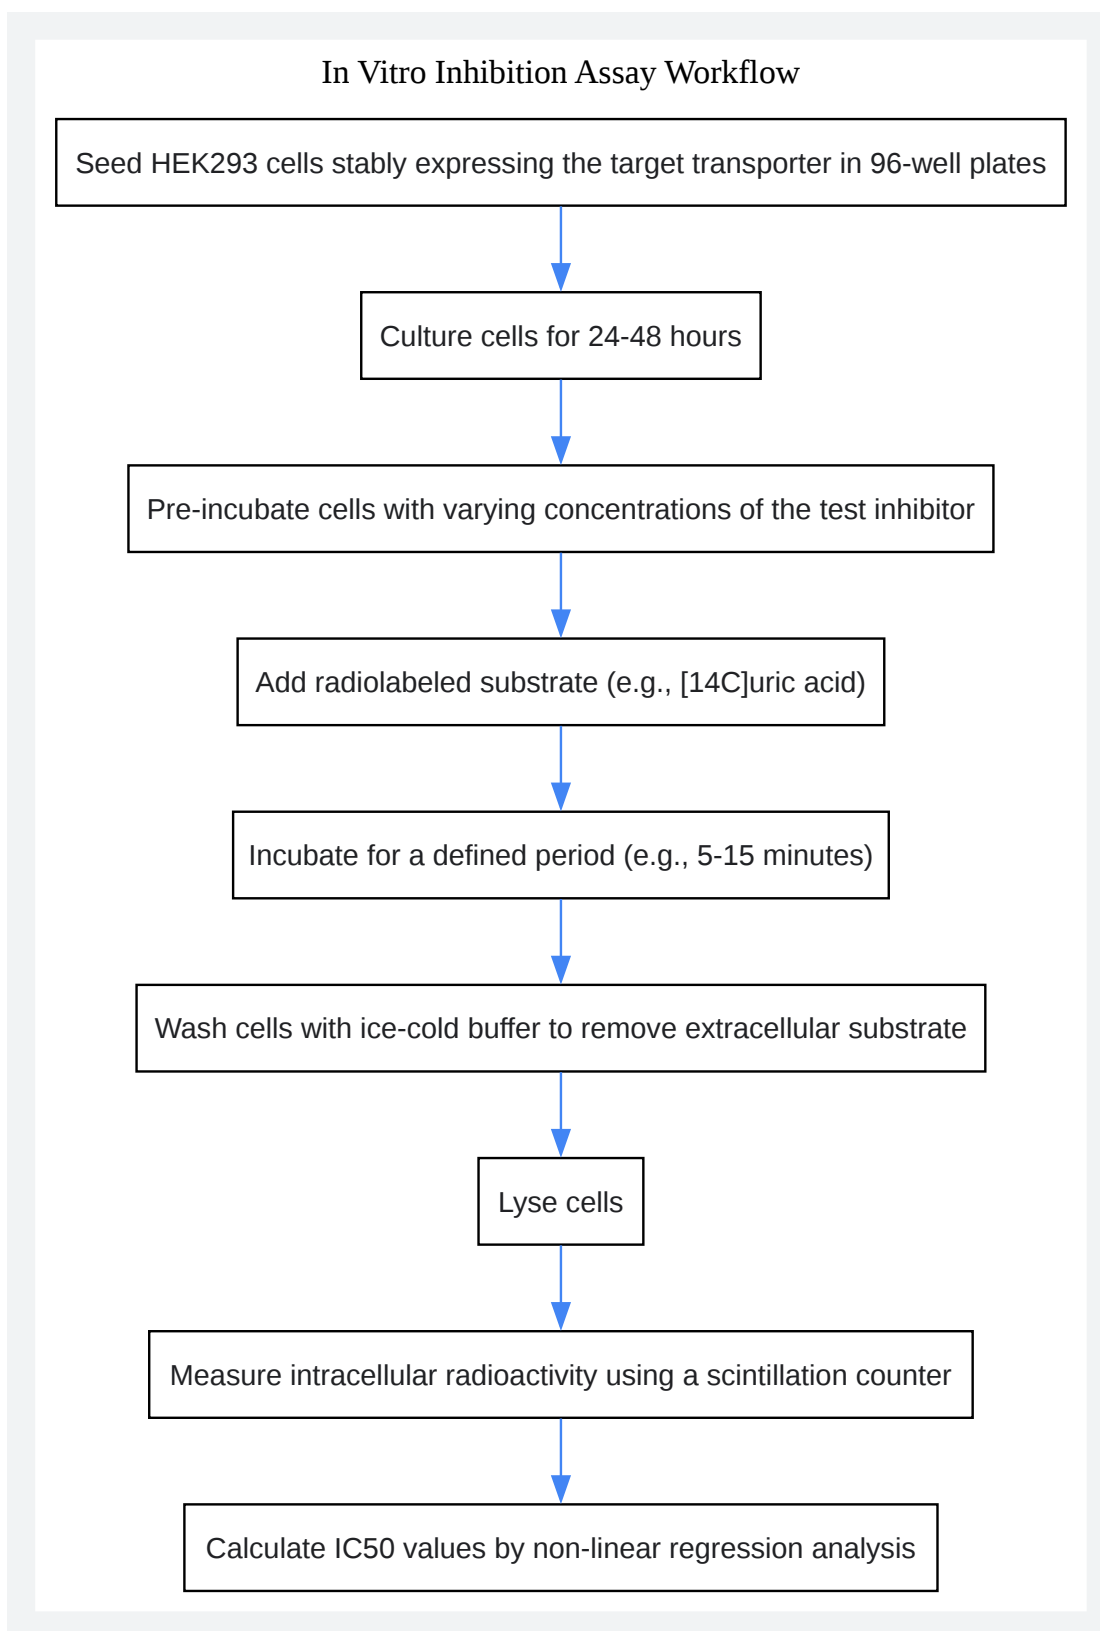 In Vitro Inhibition Assay Workflow
Seed HEK293 cells stably expressing the target transporter in 96-well plates
Culture cells for 24-48 hours
Pre-incubate cells with varying concentrations of the test inhibitor
Add radiolabeled substrate (e.g., [14C]uric acid)
Incubate for a defined period (e.g., 5-15 minutes)
Wash cells with ice-cold buffer to remove extracellular substrate
Lyse cells
Measure intracellular radioactivity using a scintillation counter
Calculate IC50 values by non-linear regression analysis